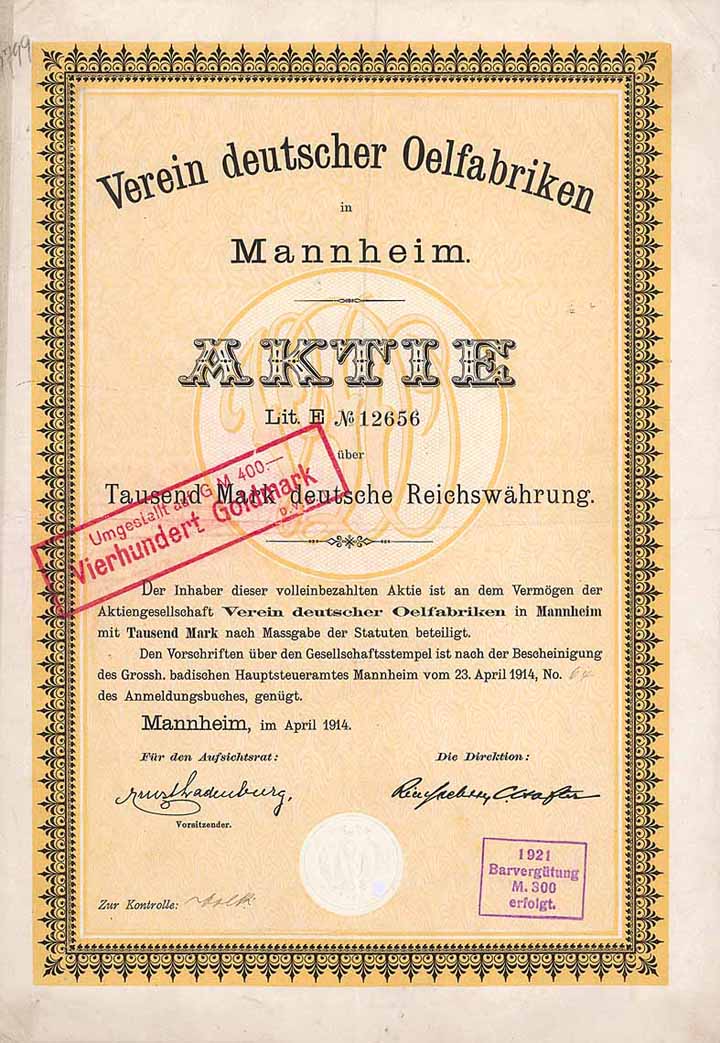 Verein deutscher Oelfabriken
in
Mannheim.
AKTIE
Lit. E № 12656
über
Tausend Mark deutsche Reichswährung.
Umgestallt auf G M 400.—
Vierhundert Goldmark
Der Inhaber dieser volleinbezahlten Aktie ist an dem Vermögen der
Aktiengesellschaft Verein deutscher Oelfabriken in Mannheim
mit Tausend Mark nach Massgabe der Statuten beteiligt.
Den Vorschriften über den Gesellschaftsstempel ist nach der Bescheinigung
des Grossh. badischen Hauptsteueramtes Mannheim vom 23. April 1914, No.
des Anmeldungsbuches, genügt.
Mannheim, im April 1914.
Für den Aufsichtsrat: Die Direktion:
Ernst Ladenburg,
Vorsitzender.
1921
Barvergütung
M. 300
erfolgt.
Zur Kontrolle: